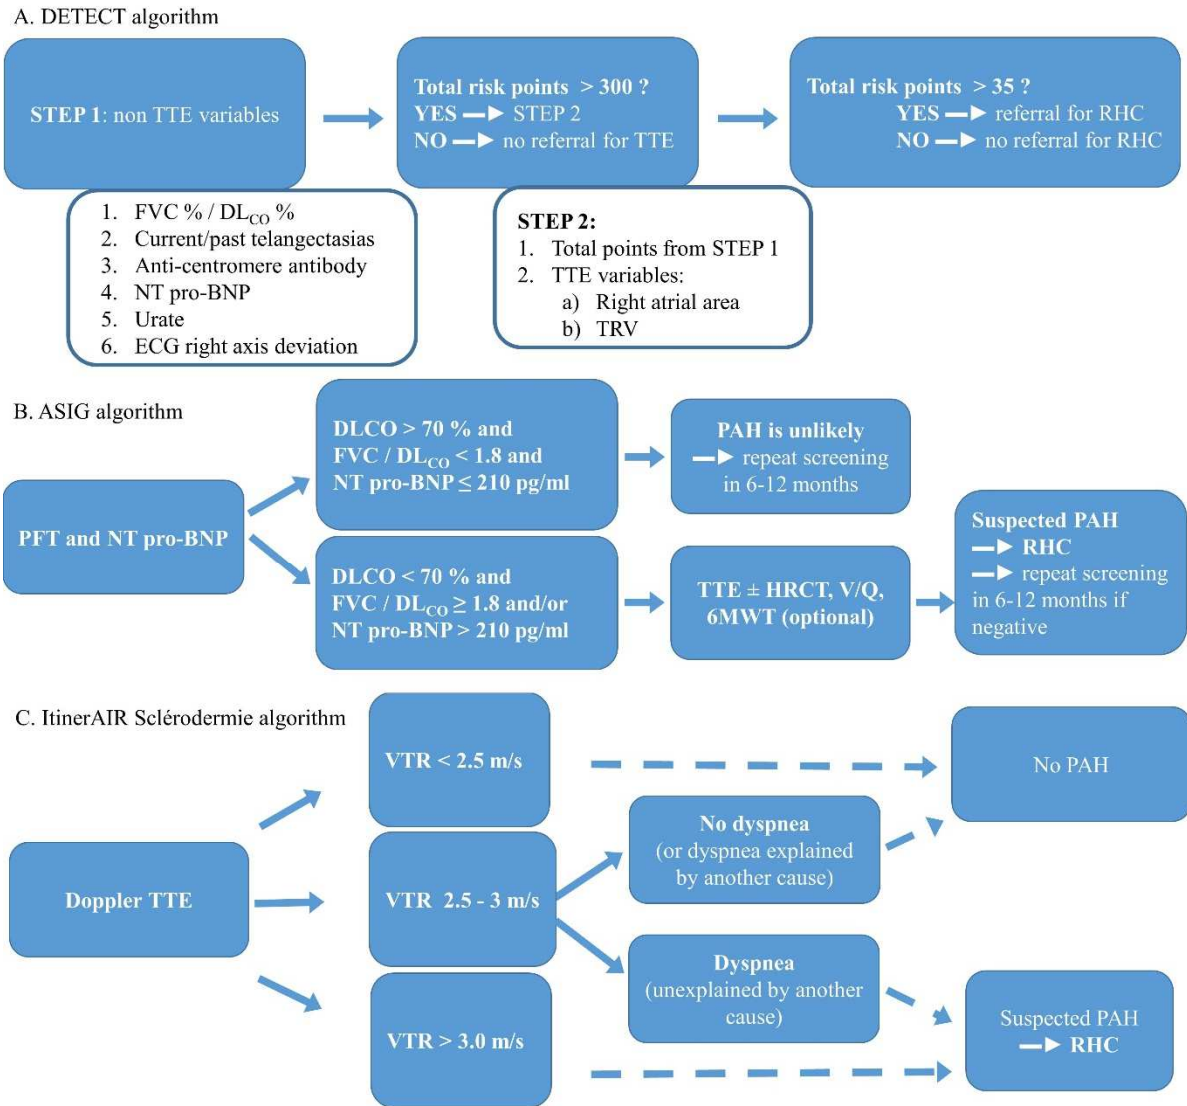 A. DETECT algorithm
STEP 1: non TTE variables
Total risk points > 300 ?
YES → STEP 2
NO → no referral for TTE
Total risk points > 35 ?
YES → referral for RHC
NO → no referral for RHC
1. FVC % / DLCO %
2. Current/past telangectasias
3. Anti-centromere antibody
4. NT pro-BNP
5. Urate
6. ECG right axis deviation
STEP 2:
1. Total points from STEP 1
2. TTE variables:
a) Right atrial area
b) TRV
B. ASIG algorithm
PFT and NT pro-BNP
DLCO > 70 % and
FVC / DLCO < 1.8 and
NT pro-BNP ≤ 210 pg/ml
PAH is unlikely
→ repeat screening
in 6-12 months
DLCO < 70 % and
FVC / DLCO ≥ 1.8 and/or
NT pro-BNP > 210 pg/ml
TTE ± HRCT, V/Q,
6MWT (optional)
Suspected PAH
→ RHC
→ repeat screening
in 6-12 months if
negative
C. ItinerAIR Sclérodermie algorithm
Doppler TTE
VTR < 2.5 m/s
VTR 2.5 - 3 m/s
VTR > 3.0 m/s
No dyspnea
(or dyspnea explained
by another cause)
Dyspnea
(unexplained by another
cause)
No PAH
Suspected PAH
→ RHC